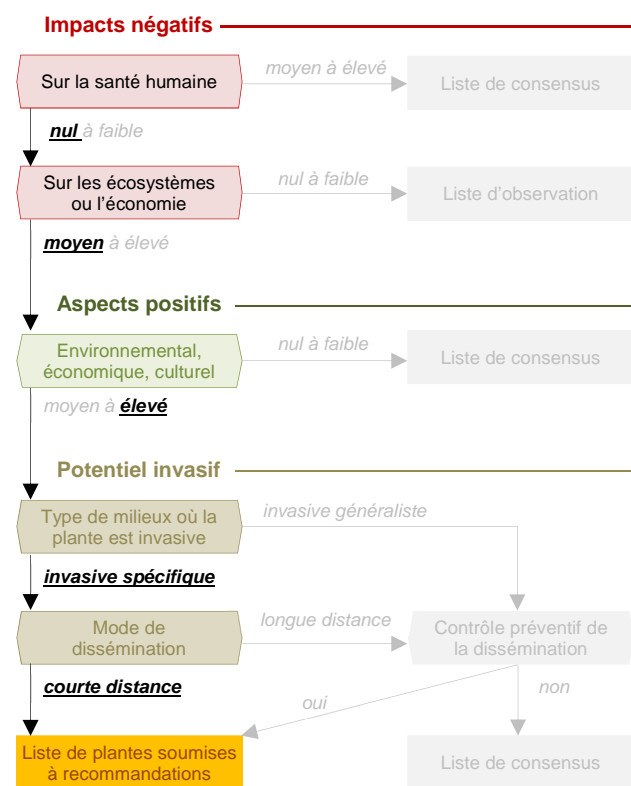 Impacts négatifs
Sur la santé humaine
moyen à élevé
Liste de consensus
nul à faible
Sur les écosystèmes
ou l'économie
nul à faible
Liste d'observation
moyen à élevé
Aspects positifs
Environnemental,
économique, culturel
nul à faible
Liste de consensus
moyen à élevé
Potentiel invasif
Type de milieux où la
plante est invasive
invasive généraliste
invasive spécifique
Mode de
dissémination
longue distance
Contrôle préventif de
la dissémination
courte distance
oui
non
Liste de plantes soumises
à recommandations
Liste de consensus